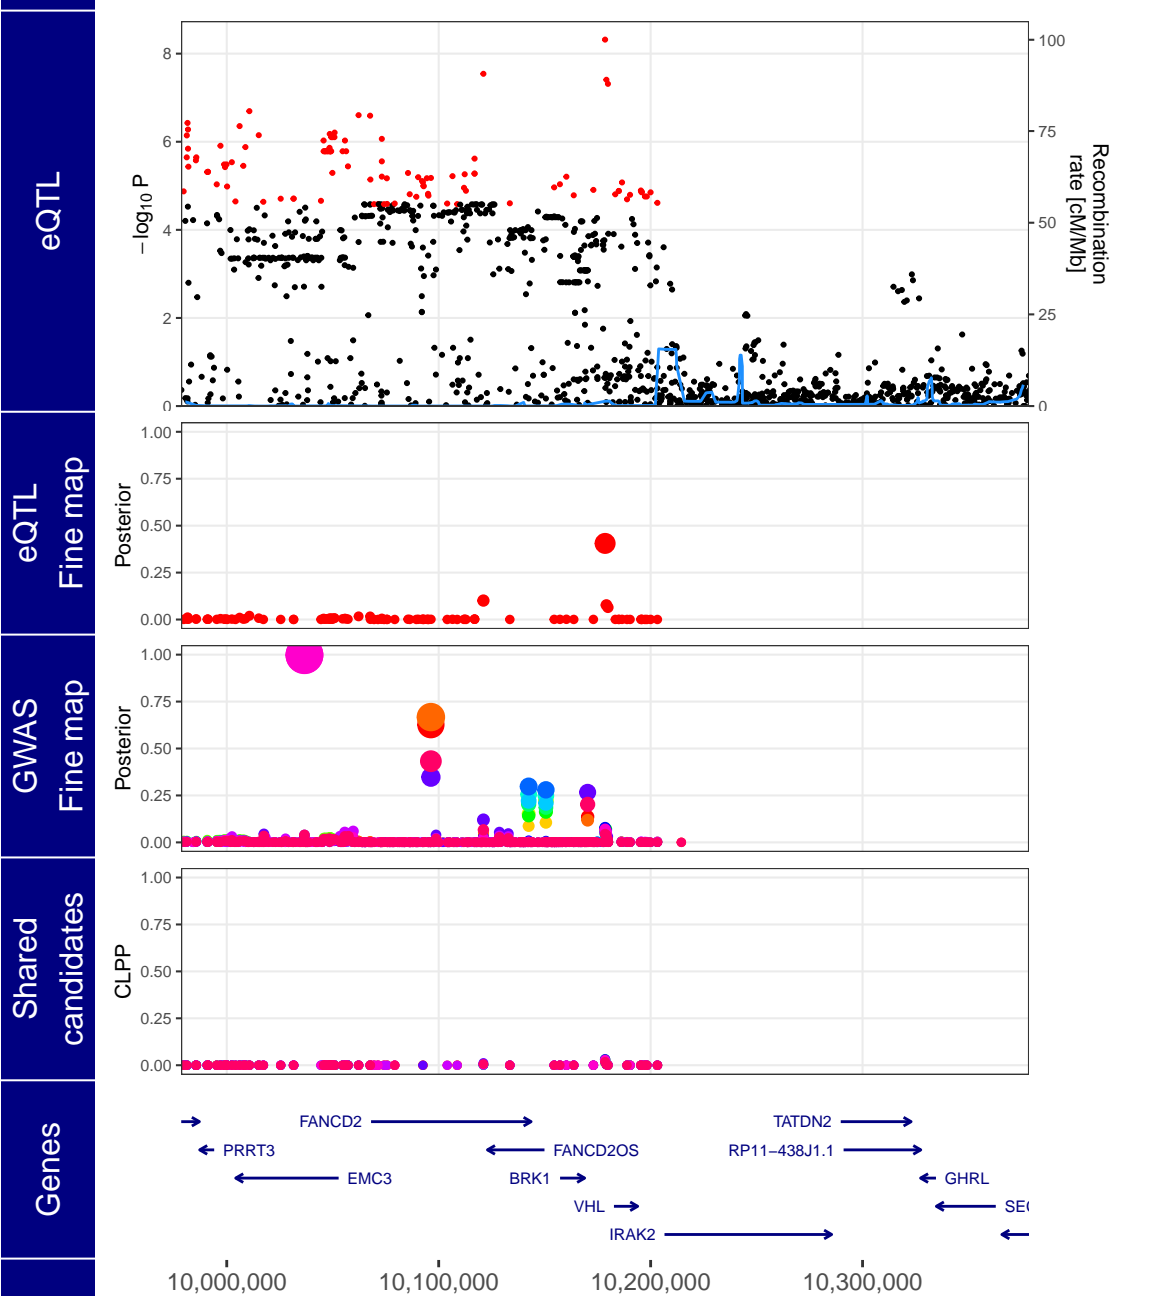 eQTL
−log10 P
8
6
4
2
0
100
75
50
25
0
Recombination
rate [cM/Mb]
eQTL
Fine map
Posterior
1.00
0.75
0.50
0.25
0.00
GWAS
Fine map
Posterior
1.00
0.75
0.50
0.25
0.00
Shared
candidates
CLPP
1.00
0.75
0.50
0.25
0.00
Genes
FANCD2
TATDN2
PRRT3
FANCD2OS
RP11−438J1.1
EMC3
BRK1
GHRL
VHL
IRAK2
10,000,000
10,100,000
10,200,000
10,300,000